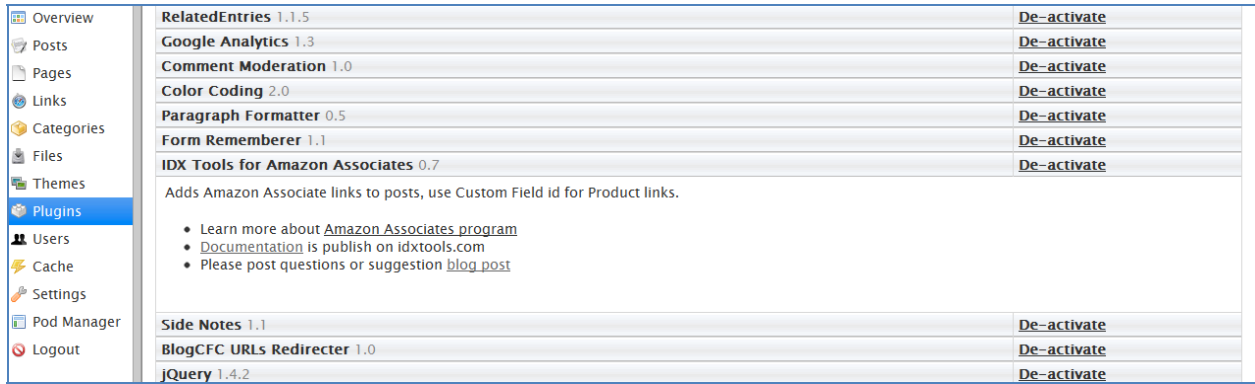 Overview
Posts
Pages
Links
Categories
Files
Themes
Plugins
Users
Cache
Settings
Pod Manager
Logout
RelatedEntries 1.1.5 De-activate
Google Analytics 1.3 De-activate
Comment Moderation 1.0 De-activate
Color Coding 2.0 De-activate
Paragraph Formatter 0.5 De-activate
Form Rememberer 1.1 De-activate
IDX Tools for Amazon Associates 0.7 De-activate
Adds Amazon Associate links to posts, use Custom Field id for Product links.
• Learn more about Amazon Associates program
• Documentation is publish on idxtools.com
• Please post questions or suggestion blog post
Side Notes 1.1 De-activate
BlogCFC URLs Redirecter 1.0 De-activate
jQuery 1.4.2 De-activate